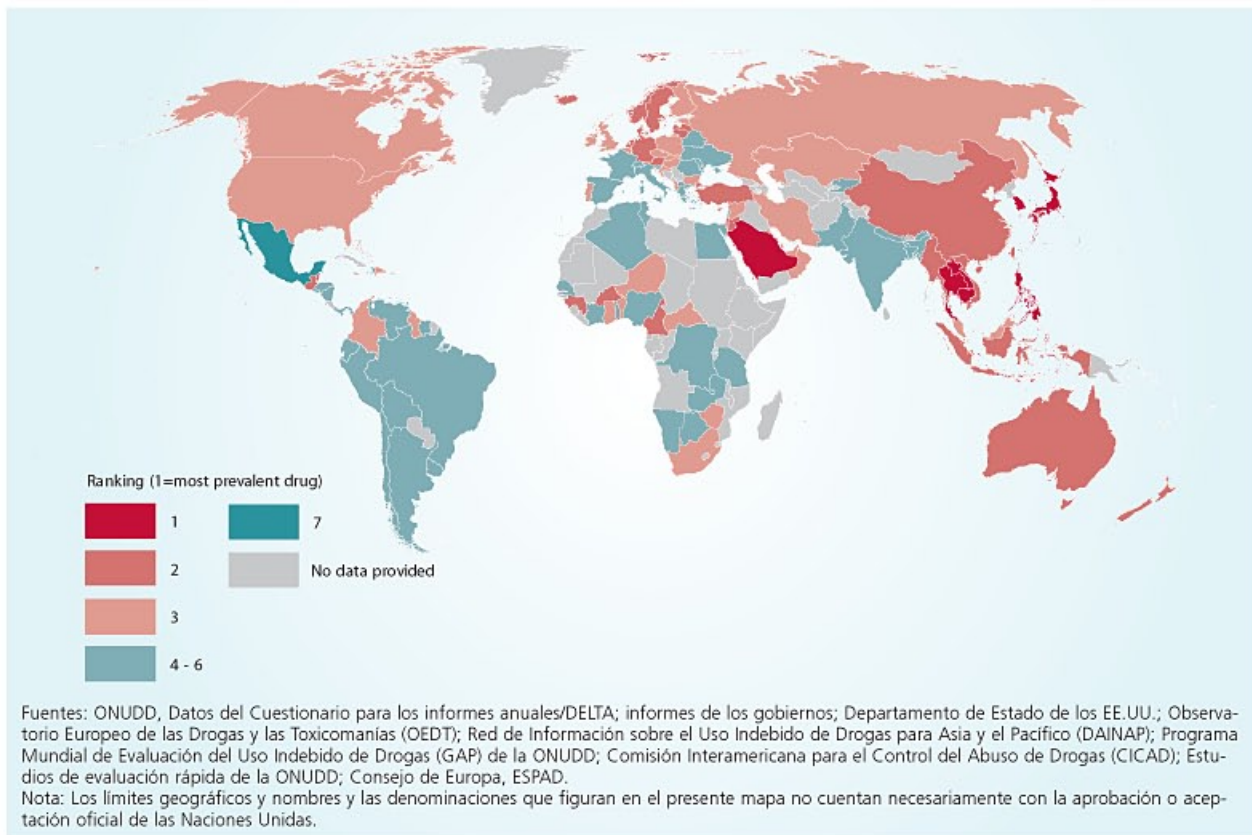 Ranking (1=most prevalent drug)
1
7
2
No data provided
3
4 - 6
Fuentes: ONUDD, Datos del Cuestionario para los informes anuales/DELTA; informes de los gobiernos; Departamento de Estado de los EE.UU.; Observa-
torio Europeo de las Drogas y las Toxicomanías (OEDT); Red de Información sobre el Uso Indebido de Drogas para Asia y el Pacífico (DAINAP); Programa
Mundial de Evaluación del Uso Indebido de Drogas (GAP) de la ONUDD; Comisión Interamericana para el Control del Abuso de Drogas (CICAD); Estu-
dios de evaluación rápida de la ONUDD; Consejo de Europa, ESPAD.
Nota: Los límites geográficos y nombres y las denominaciones que figuran en el presente mapa no cuentan necesariamente con la aprobación o acep-
tación oficial de las Naciones Unidas.